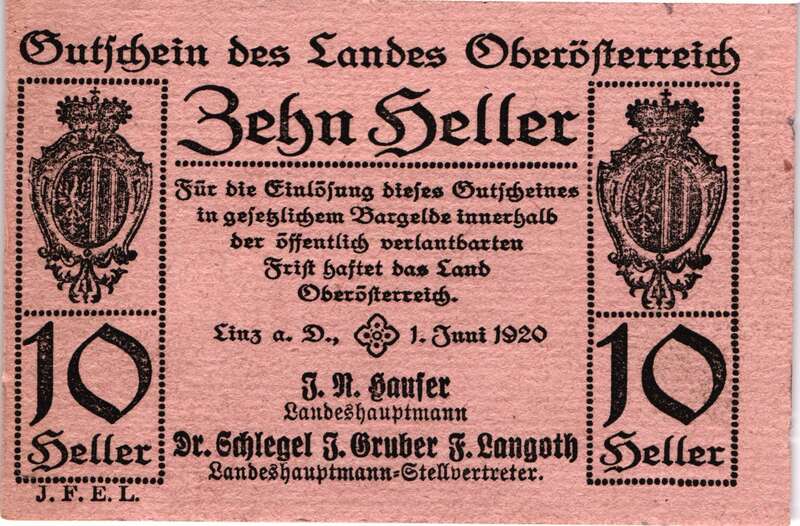 Gutschein des Landes Oberösterreich
Zehn Heller
Für die Einlösung dieses Gutscheines
in gesetzlichem Bargelde innerhalb
der öffentlich verlautbarten
Frist haftet das Land
Oberösterreich.
Linz a. D., 1. Juni 1920
J. N. Hauser
Landeshauptmann
Dr. Schlegel J. Gruber F. Langoth
Landeshauptmann-Stellvertreter.
10
Heller
10
Heller
J. F. E. L.